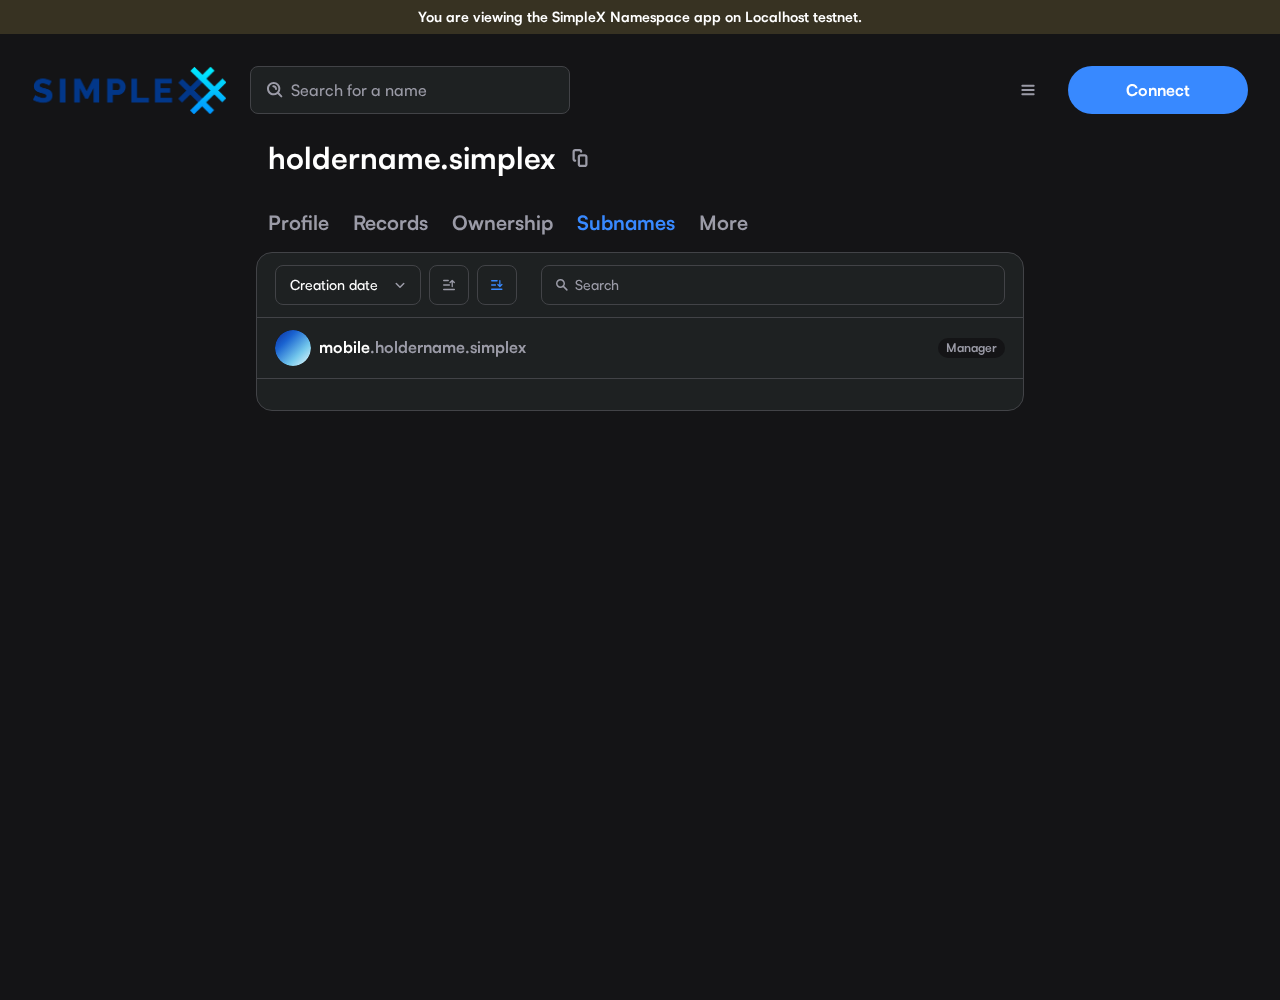 You are viewing the SimpleX Namespace app on Localhost testnet.
SIMPLEX
Search for a name
Connect
holdername.simplex
Profile Records Ownership Subnames More
Creation date Search
mobile.holdername.simplex Manager